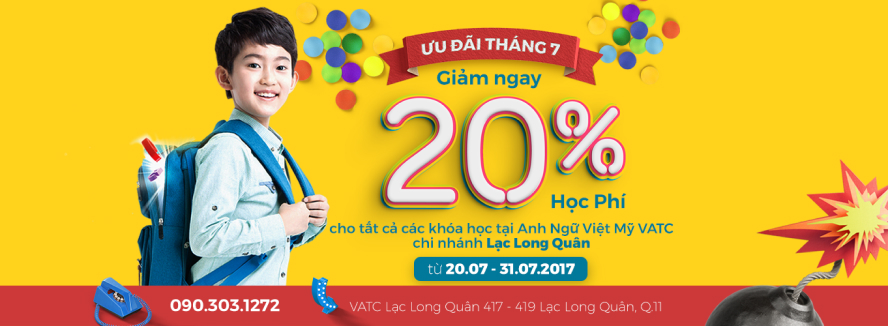 ƯU ĐÃI THÁNG 7
Giảm ngay
20%
Học Phí
cho tất cả các khóa học tại Anh Ngữ Việt Mỹ VATC
chi nhánh Lạc Long Quân
từ 20.07 - 31.07.2017
090.303.1272
VATC Lạc Long Quân 417 - 419 Lạc Long Quân, Q.11